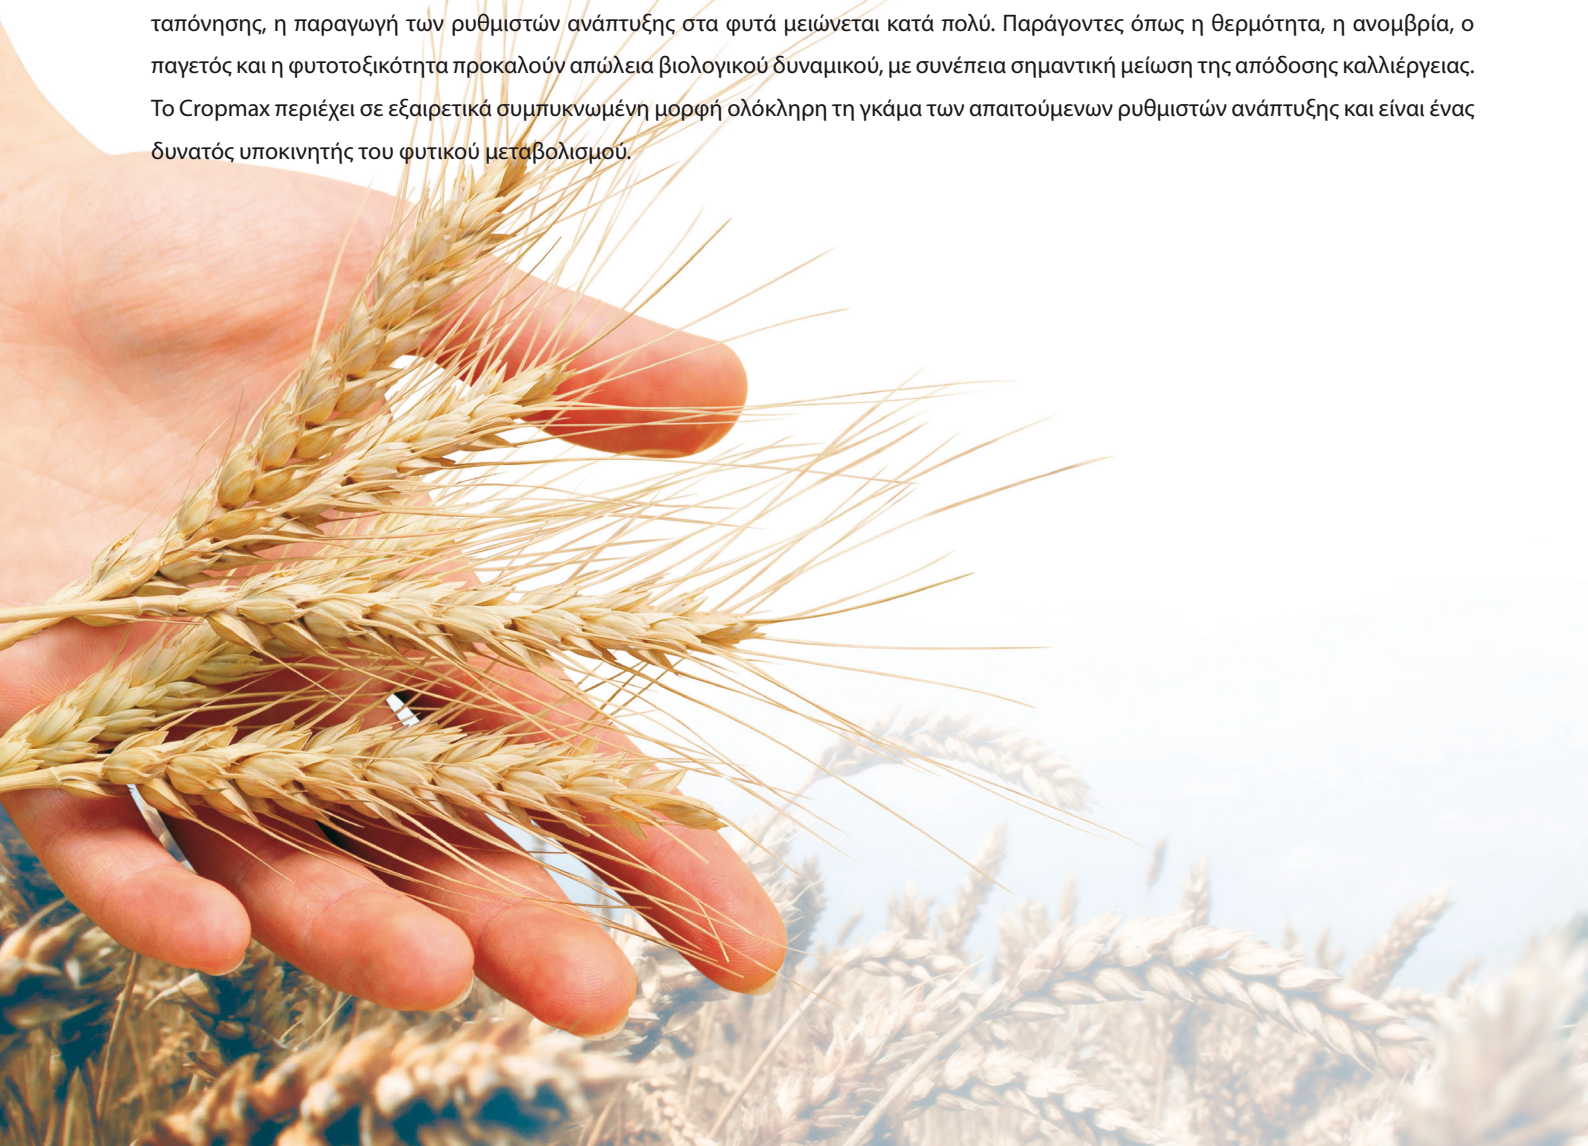 ταπόνησης, η παραγωγή των ρυθμιστών ανάπτυξης στα φυτά μειώνεται κατά πολύ. Παράγοντες όπως η θερμότητα, η ανομβρία, ο
παγετός και η φυτοτοξικότητα προκαλούν απώλεια βιολογικού δυναμικού, με συνέπεια σημαντική μείωση της απόδοσης καλλιέργειας.
Το Cropmax περιέχει σε εξαιρετικά συμπυκνωμένη μορφή ολόκληρη τη γκάμα των απαιτούμενων ρυθμιστών ανάπτυξης και είναι ένας
δυνατός υποκινητής του φυτικού μεταβολισμού.